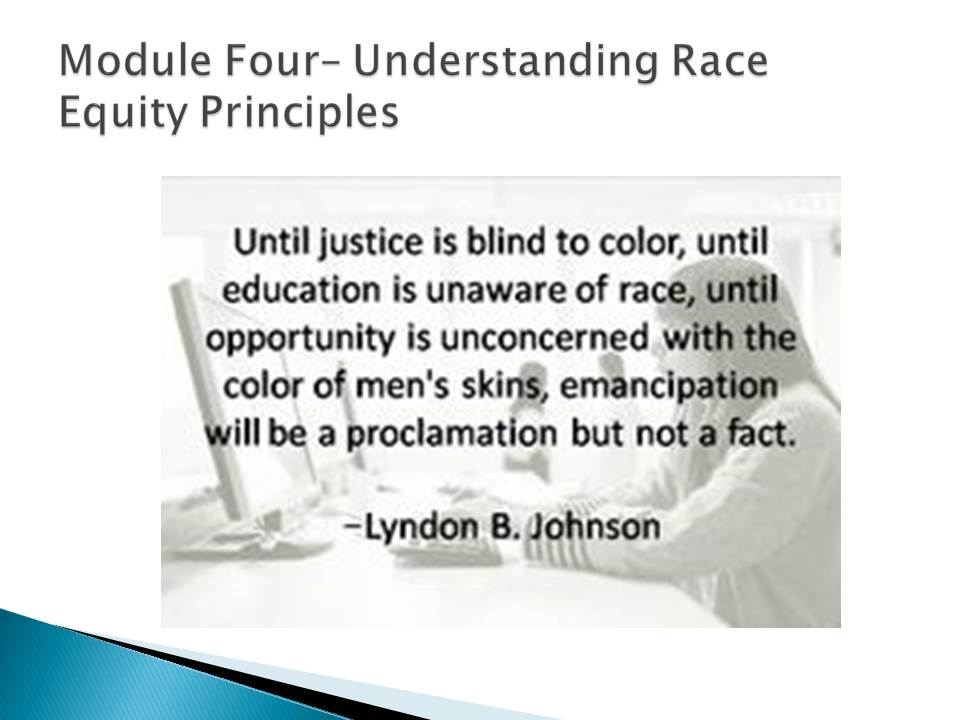 Module Four– Understanding Race
Equity Principles
Until justice is blind to color, until
education is unaware of race, until
opportunity is unconcerned with the
color of men's skins, emancipation
will be a proclamation but not a fact.
–Lyndon B. Johnson